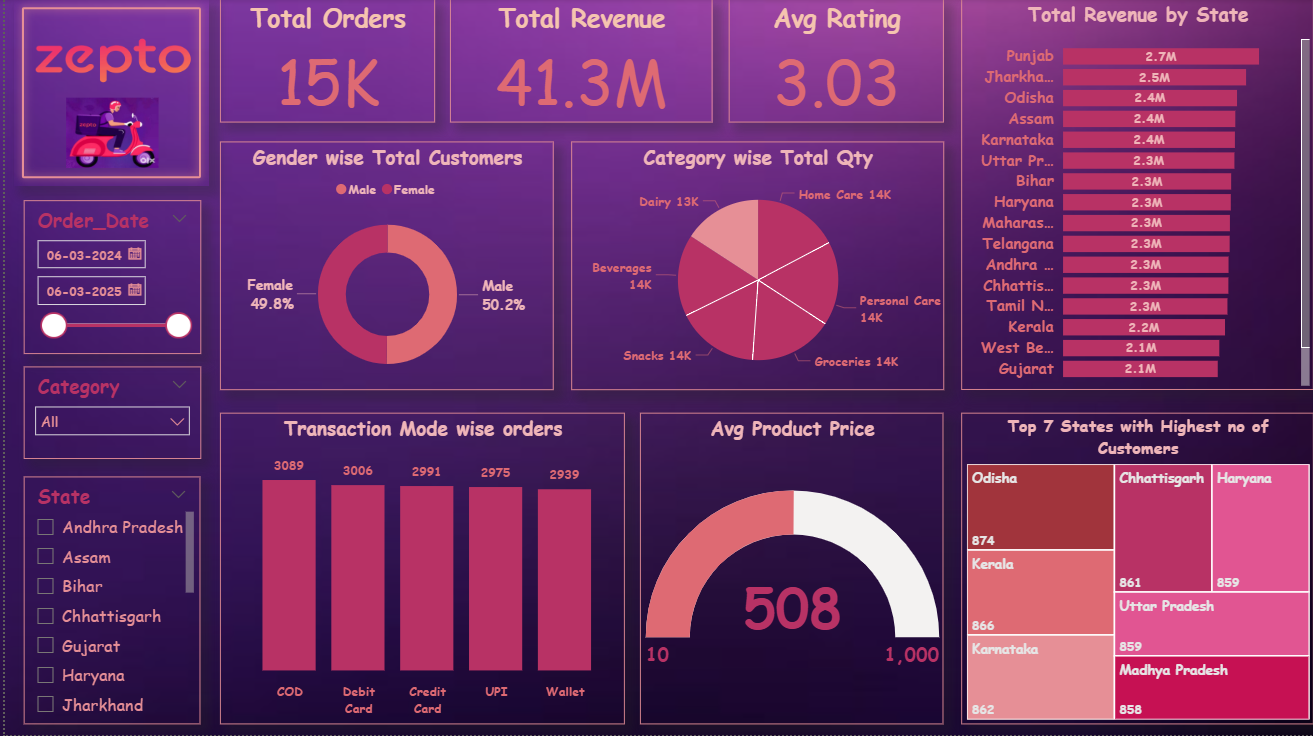 zepto
zepto
Order_Date
06-03-2024
06-03-2025
Category
All
State
Andhra Pradesh
Assam
Bihar
Chhattisgarh
Gujarat
Haryana
Jharkhand
Total Orders
15K
Total Revenue
41.3M
Avg Rating
3.03
Total Revenue by State
Punjab 2.7M
Jharkha... 2.5M
Odisha 2.4M
Assam 2.4M
Karnataka 2.4M
Uttar Pr... 2.3M
Bihar 2.3M
Haryana 2.3M
Maharas... 2.3M
Telangana 2.3M
Andhra ... 2.3M
Chhattis... 2.3M
Tamil N... 2.3M
Kerala 2.2M
West Be... 2.1M
Gujarat 2.1M
Gender wise Total Customers
Male Female
Female
49.8%
Male
50.2%
Category wise Total Qty
Dairy 13K
Home Care 14K
Beverages
14K
Personal Care
14K
Snacks 14K
Groceries 14K
Transaction Mode wise orders
3089 3006 2991 2975 2939
COD
Debit
Card
Credit
Card
UPI
Wallet
Avg Product Price
508
10
1,000
Top 7 States with Highest no of
Customers
Odisha
874
Kerala
866
Karnataka
862
Chhattisgarh
861
Haryana
859
Uttar Pradesh
859
Madhya Pradesh
858